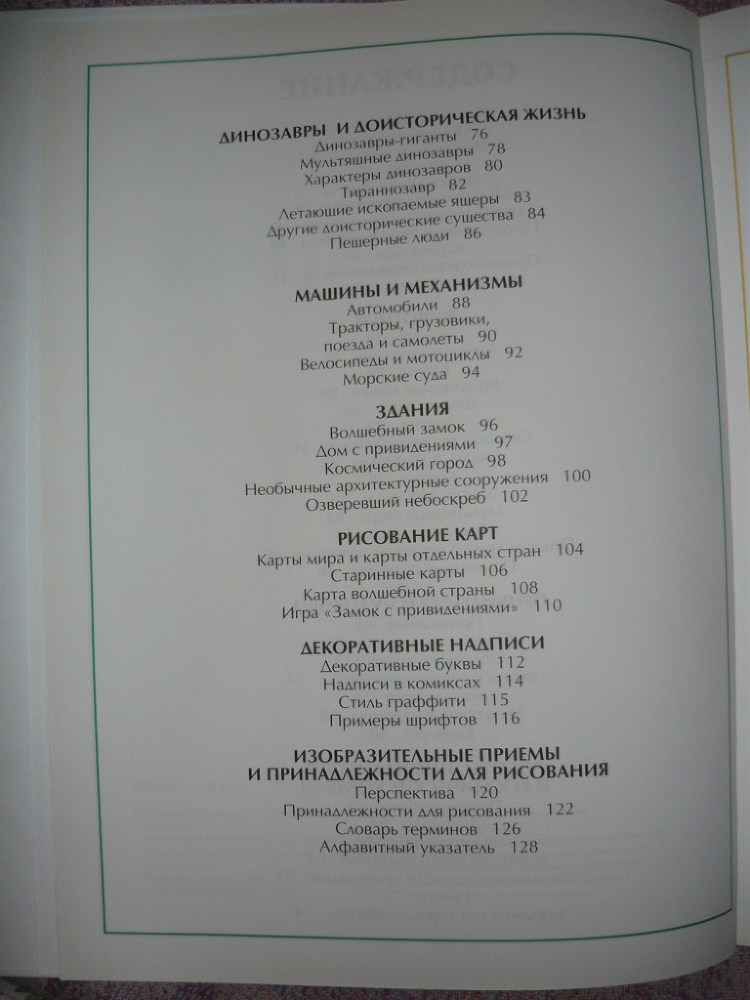 ДИНОЗАВРЫ И ДОИСТОРИЧЕСКАЯ ЖИЗНЬ
Динозавры-гиганты 76
Мультяшные динозавры 78
Характеры динозавров 80
Тираннозавр 82
Летающие ископаемые ящеры 83
Другие доисторические существа 84
Пещерные люди 86
МАШИНЫ И МЕХАНИЗМЫ
Автомобили 88
Тракторы, грузовики,
поезда и самолеты 90
Велосипеды и мотоциклы 92
Морские суда 94
ЗДАНИЯ
Волшебный замок 96
Дом с привидениями 97
Космический город 98
Необычные архитектурные сооружения 100
Озверевший небоскреб 102
РИСОВАНИЕ КАРТ
Карты мира и карты отдельных стран 104
Старинные карты 106
Карта волшебной страны 108
Игра «Замок с привидениями» 110
ДЕКОРАТИВНЫЕ НАДПИСИ
Декоративные буквы 112
Надписи в комиксах 114
Стиль граффити 115
Примеры шрифтов 116
ИЗОБРАЗИТЕЛЬНЫЕ ПРИЕМЫ
И ПРИНАДЛЕЖНОСТИ ДЛЯ РИСОВАНИЯ
Перспектива 120
Принадлежности для рисования 122
Словарь терминов 126
Алфавитный указатель 128